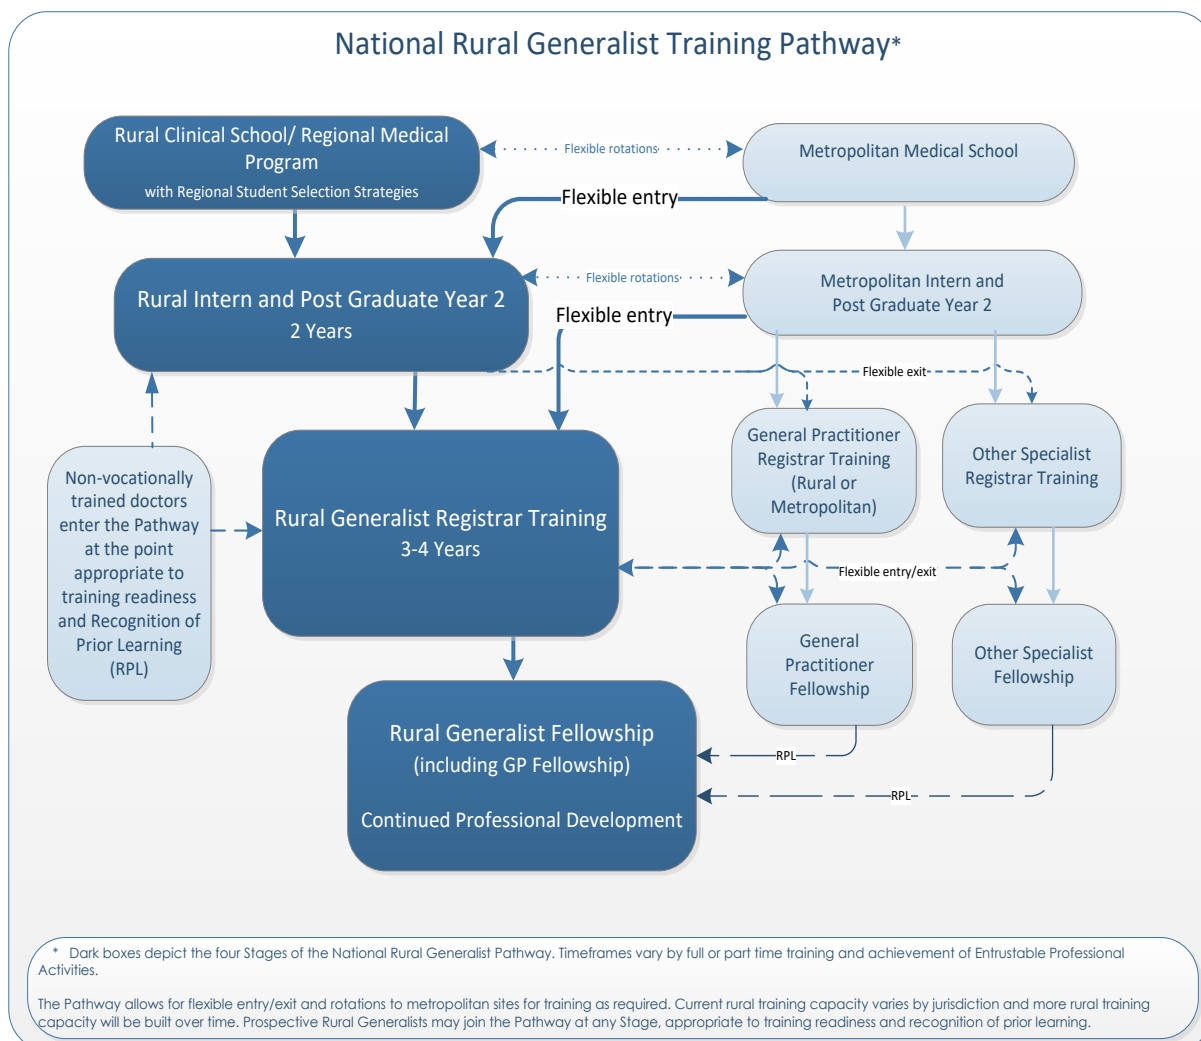 National Rural Generalist Training Pathway*
Rural Clinical School/ Regional Medical
Program
with Regional Student Selection Strategies
Flexible rotations
Metropolitan Medical School
Flexible entry
Rural Intern and Post Graduate Year 2
2 Years
Flexible rotations
Metropolitan Intern and
Post Graduate Year 2
Flexible entry
Flexible exit
Non-vocationally
trained doctors
enter the Pathway
at the point
appropriate to
training readiness
and Recognition of
Prior Learning
(RPL)
Rural Generalist Registrar Training
3-4 Years
General Practitioner
Registrar Training
(Rural or
Metropolitan)
Other Specialist
Registrar Training
Flexible entry/exit
General
Practitioner
Fellowship
Other Specialist
Fellowship
Rural Generalist Fellowship
(including GP Fellowship)
Continued Professional Development
RPL
RPL
* Dark boxes depict the four Stages of the National Rural Generalist Pathway. Timeframes vary by full or part time training and achievement of Entrustable Professional
Activities.
The Pathway allows for flexible entry/exit and rotations to metropolitan sites for training as required. Current rural training capacity varies by jurisdiction and more rural training
capacity will be built over time. Prospective Rural Generalists may join the Pathway at any Stage, appropriate to training readiness and recognition of prior learning.